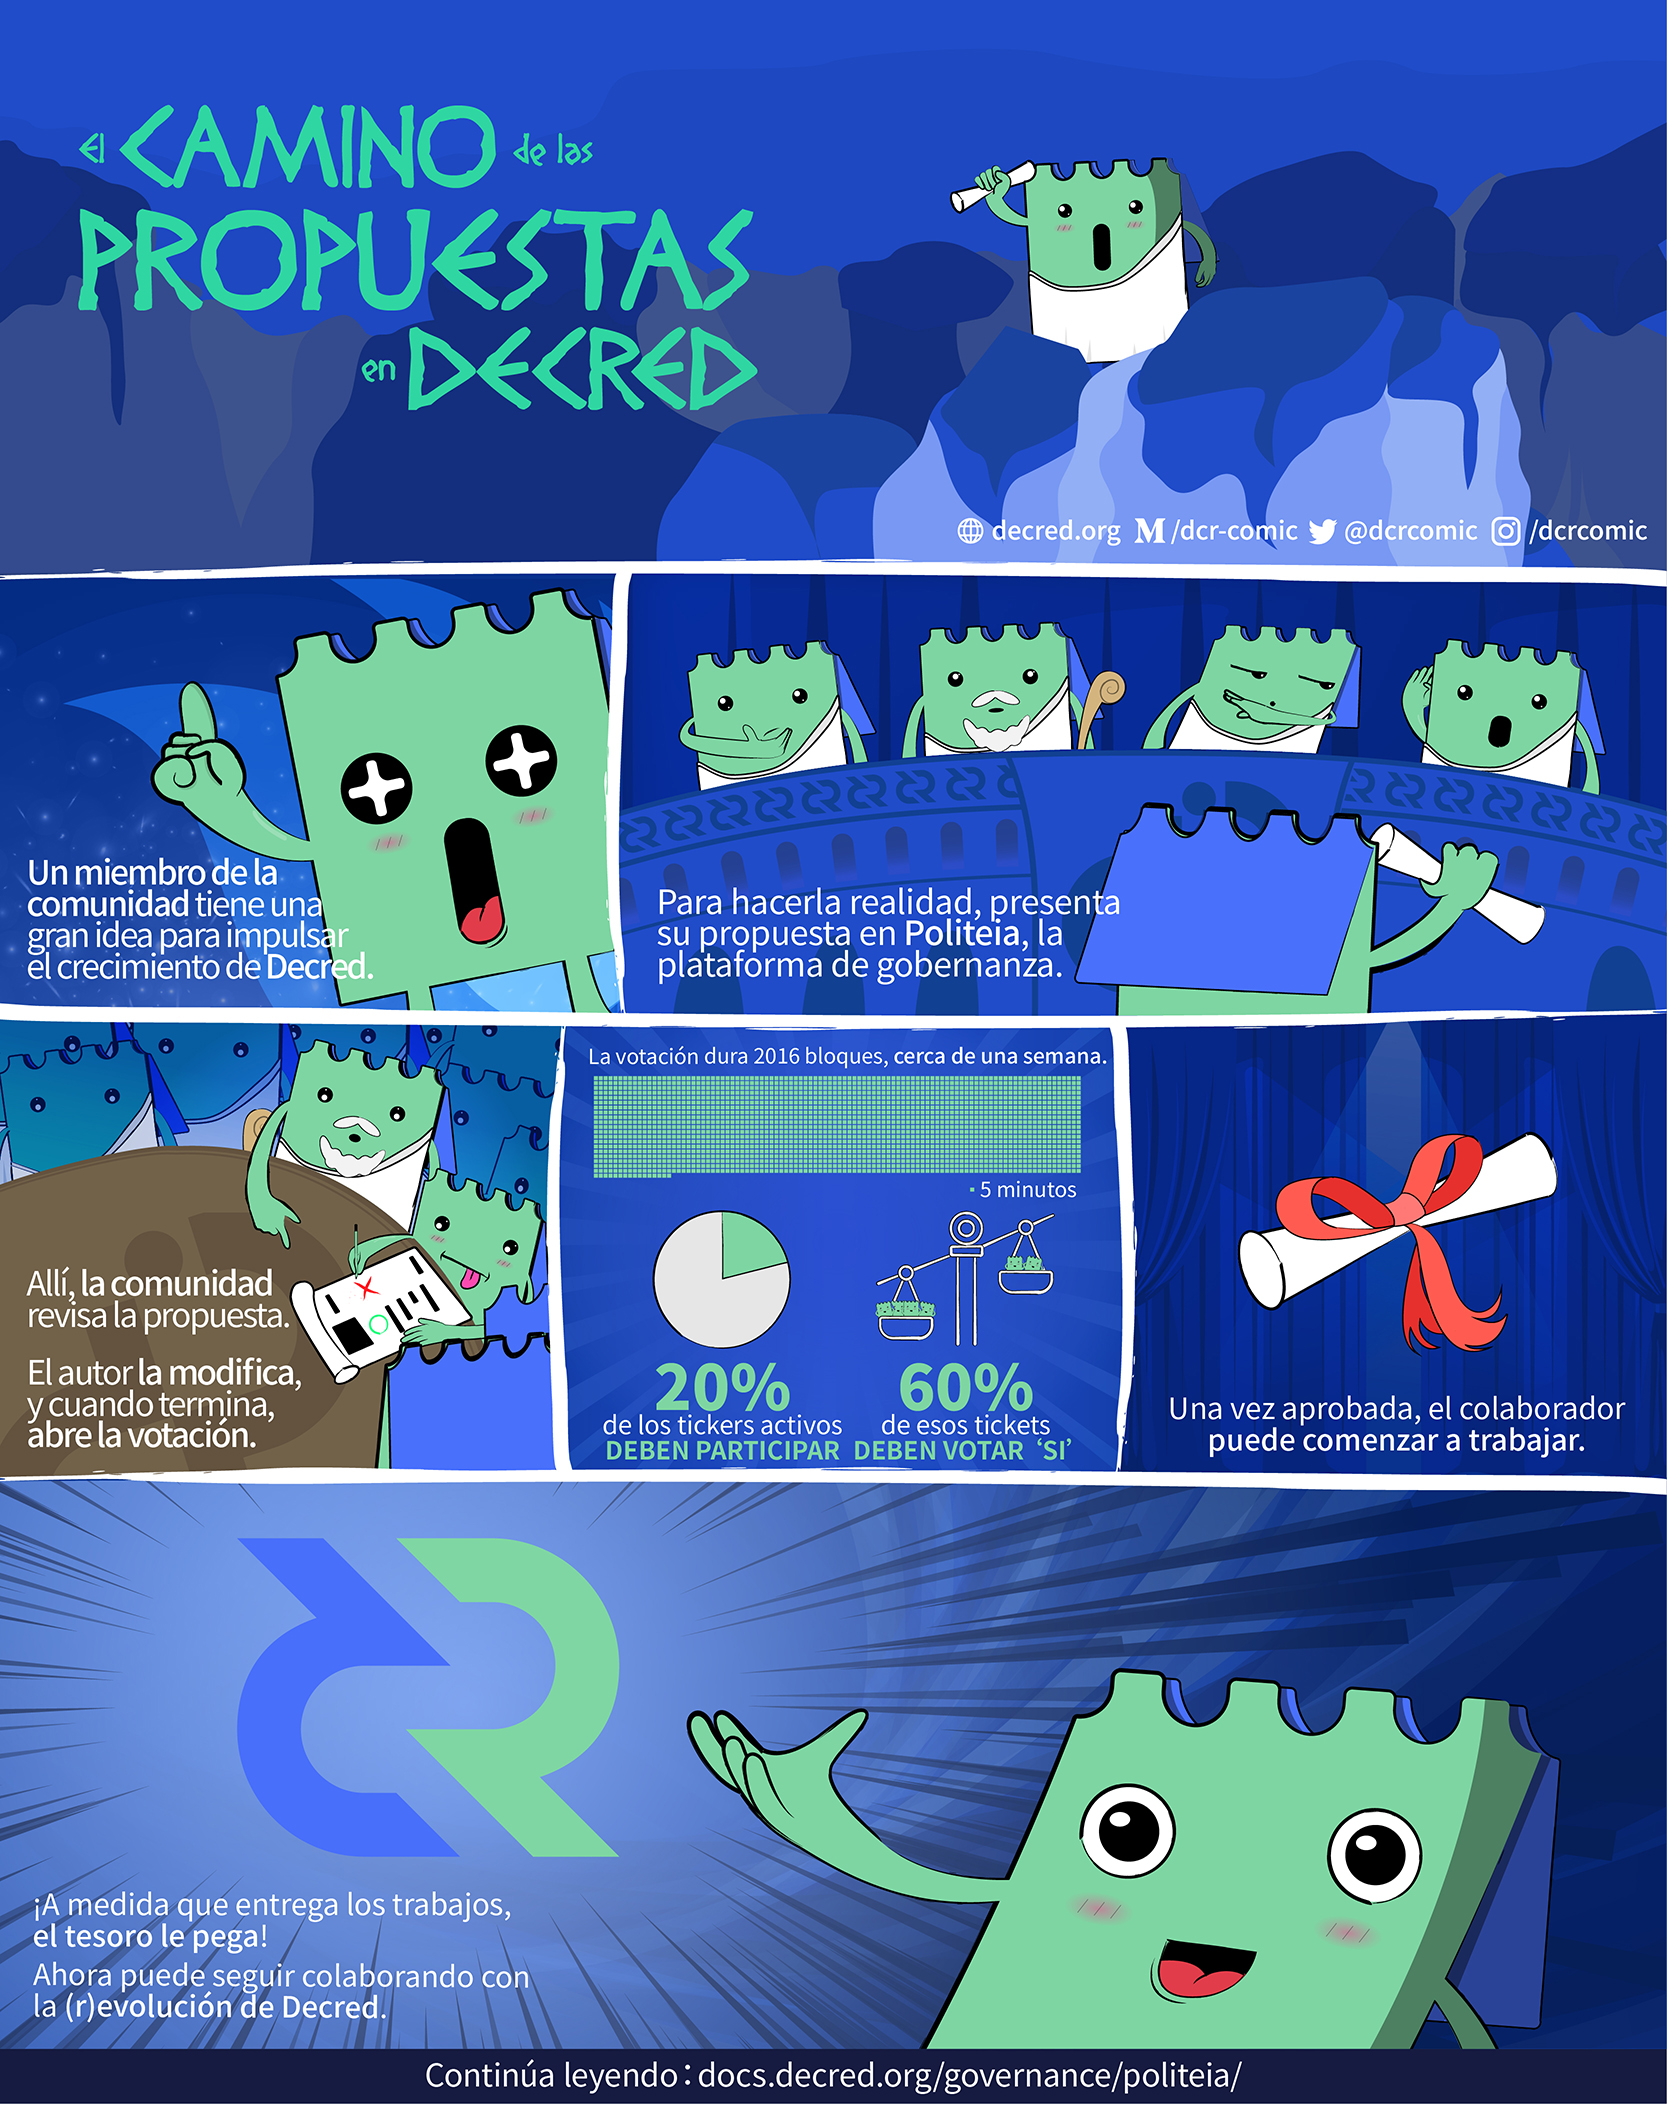 El CAMINO de las
PROPUESTAS
en DECRED
decred.org M/dcr-comic @dcrcomic /dcrcomic
Un miembro de la
comunidad tiene una
gran idea para impulsar
el crecimiento de Decred.
Para hacerla realidad, presenta
su propuesta en Politeia, la
plataforma de gobernanza.
Allí, la comunidad
revisa la propuesta.
El autor la modifica,
y cuando termina,
abre la votación.
La votación dura 2016 bloques, cerca de una semana.
5 minutos
20%
de los tickers activos
DEBEN PARTICIPAR
60%
de esos tickets
DEBEN VOTAR ‘SI’
Una vez aprobada, el colaborador
puede comenzar a trabajar.
¡A medida que entrega los trabajos,
el tesoro le pega!
Ahora puede seguir colaborando con
la (r)evolución de Decred.
Continúa leyendo: docs.decred.org/governance/politeia/